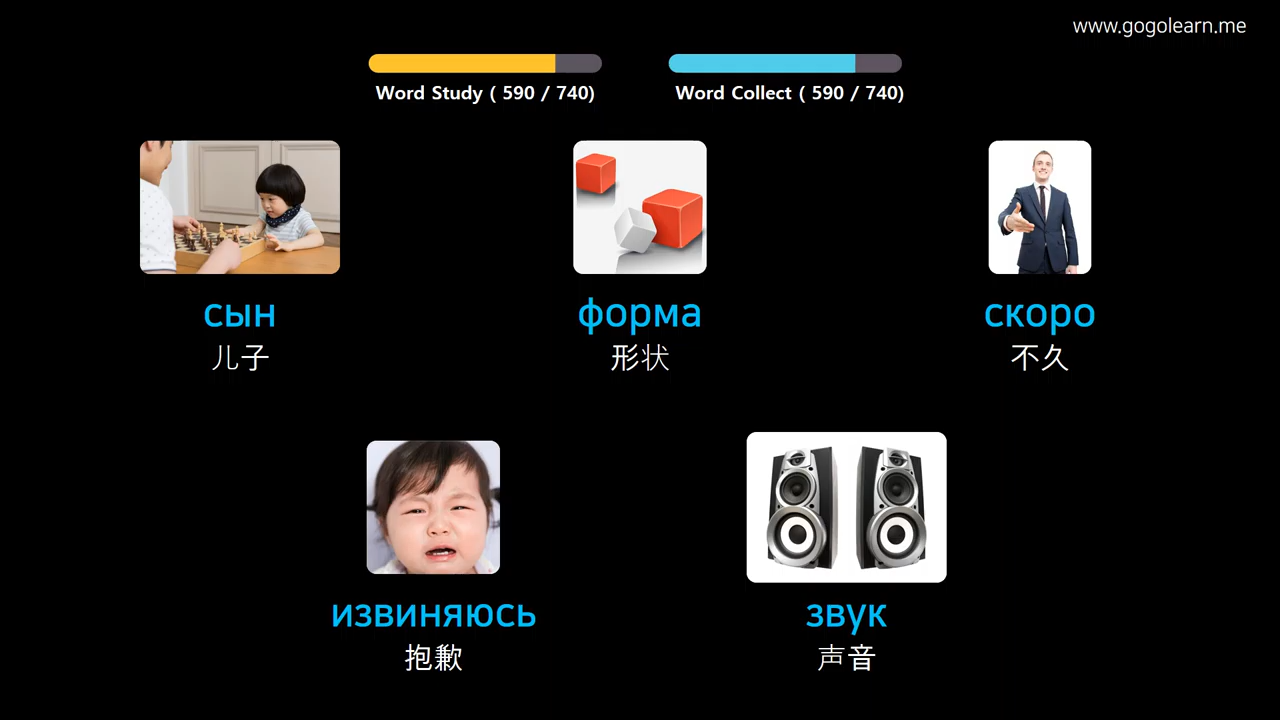 www.gogolearn.me
Word Study ( 590 / 740)
Word Collect ( 590 / 740)
сын
儿子
форма
形状
скоро
不久
извиняюсь
抱歉
звук
声音